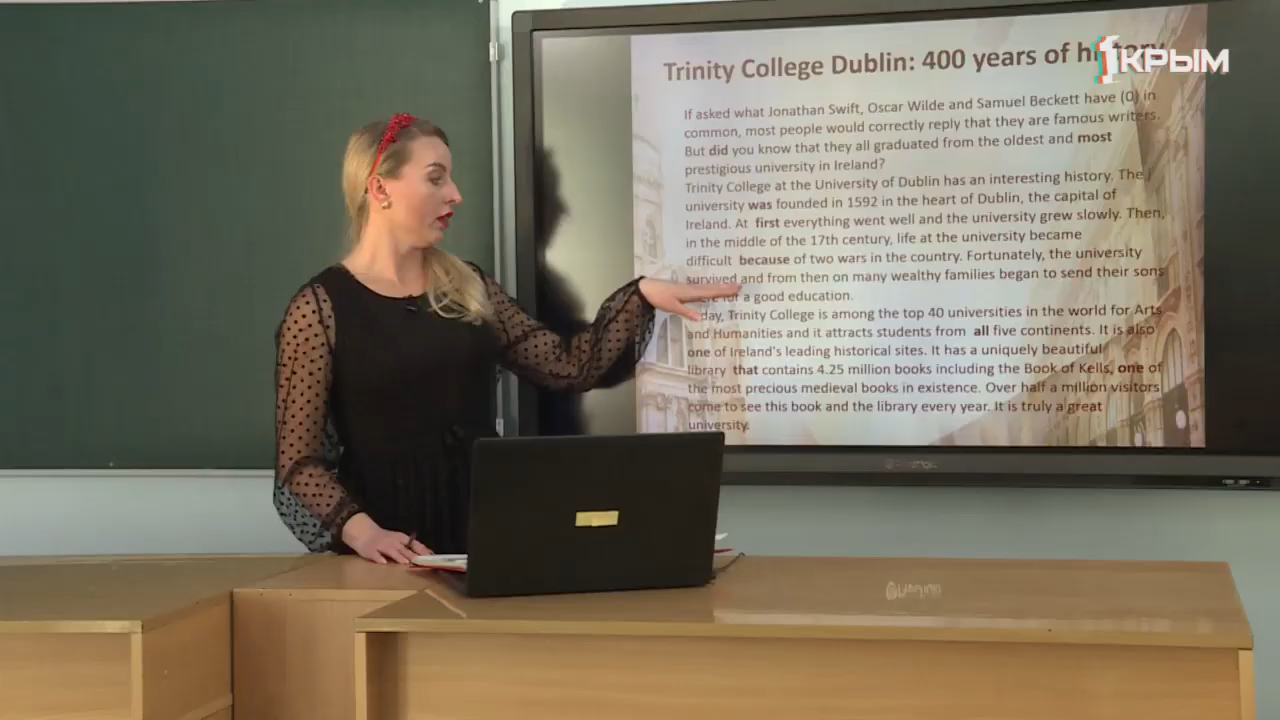 Trinity College Dublin: 400 years of history
1КРЫМ
If asked what Jonathan Swift, Oscar Wilde and Samuel Beckett have (0) in
common, most people would correctly reply that they are famous writers.
But did you know that they all graduated from the oldest and most
prestigious university in Ireland?
Trinity College at the University of Dublin has an interesting history. The
university was founded in 1592 in the heart of Dublin, the capital of
Ireland. At first everything went well and the university grew slowly. Then,
in the middle of the 17th century, life at the university became
difficult because of two wars in the country. Fortunately, the university
survived and from then on many wealthy families began to send their sons
for a good education.
Trinity College is among the top 40 universities in the world for Arts
and Humanities and it attracts students from all five continents. It is also
one of Ireland's leading historical sites. It has a uniquely beautiful
library that contains 4.25 million books including the Book of Kells, one of
the most precious medieval books in existence. Over half a million visitors
come to see this book and the library every year. It is truly a great
university.